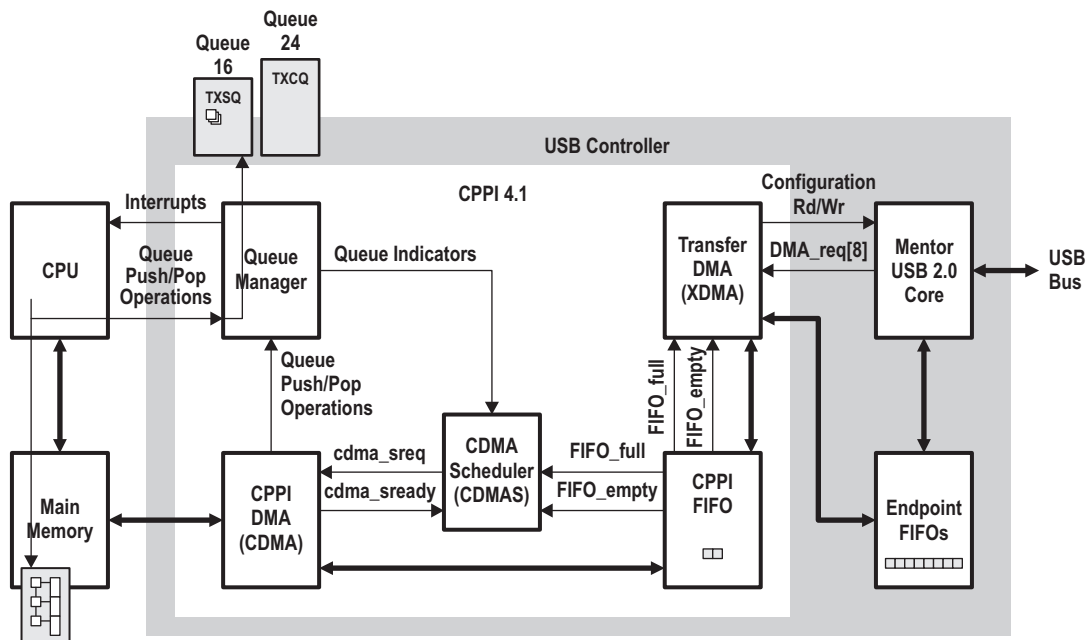 Queue
24
Queue
16
TXCQ
TXSQ
USB Controller
CPPI 4.1
Configuration
Rd/Wr
Interrupts
Queue
Push/Pop
Operations
CPU
Queue
Manager
Queue Indicators
Transfer
DMA
(XDMA)
DMA_req[8]
Mentor
USB 2.0
Core
USB
Bus
Queue
Push/Pop
Operations
FIFO_full
FIFO_empty
cdma_sreq
cdma_sready
CDMA
Scheduler
(CDMAS)
FIFO_full
FIFO_empty
Main
Memory
CPPI
DMA
(CDMA)
CPPI
FIFO
Endpoint
FIFOs